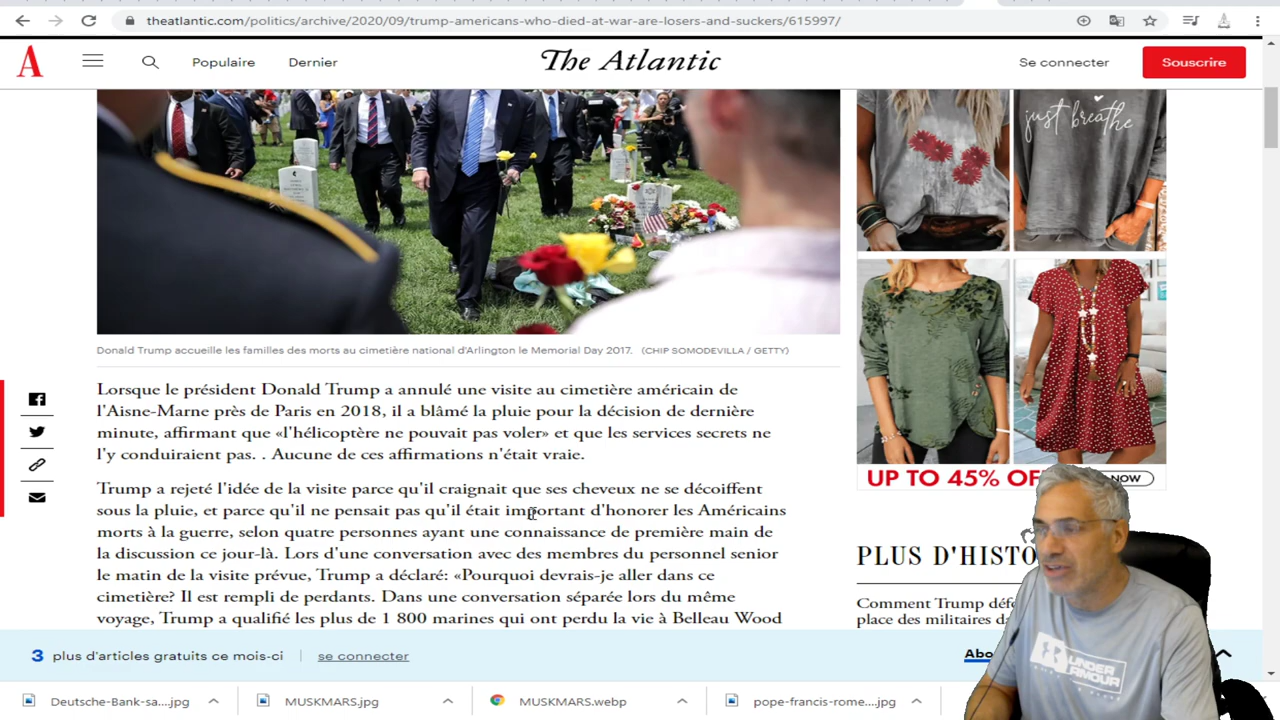 theatlantic.com/politics/archive/2020/09/trump-americans-who-died-at-war-are-losers-and-suckers/615997/
A
Populaire
Dernier
The Atlantic
Se connecter
Souscrire
just breathe
UP TO 45% OF
NOW
Donald Trump accueille les familles des morts au cimetière national d'Arlington le Memorial Day 2017. (CHIP SOMODEVILLA / GETTY)
Lorsque le président Donald Trump a annulé une visite au cimetière américain de
l'Aisne-Marne près de Paris en 2018, il a blâmé la pluie pour la décision de dernière
minute, affirmant que «l'hélicoptère ne pouvait pas voler» et que les services secrets ne
l'y conduiraient pas. . Aucune de ces affirmations n'était vraie.
Trump a rejeté l'idée de la visite parce qu'il craignait que ses cheveux ne se décoiffent
sous la pluie, et parce qu'il ne pensait pas qu'il était important d'honorer les Américains
morts à la guerre, selon quatre personnes ayant une connaissance de première main de
la discussion ce jour-là. Lors d'une conversation avec des membres du personnel senior
le matin de la visite prévue, Trump a déclaré: «Pourquoi devrais-je aller dans ce
cimetière? Il est rempli de perdants. Dans une conversation séparée lors du même
voyage, Trump a qualifié les plus de 1 800 marines qui ont perdu la vie à Belleau Wood
PLUS D'HISTO
Comment Trump défe
place des militaires da
3 plus d'articles gratuits ce mois-ci
se connecter
Abo
Deutsche-Bank-sa....jpg
MUSKMARS.jpg
MUSKMARS.webp
pope-francis-rome....jpg
UNDER ARMOUR